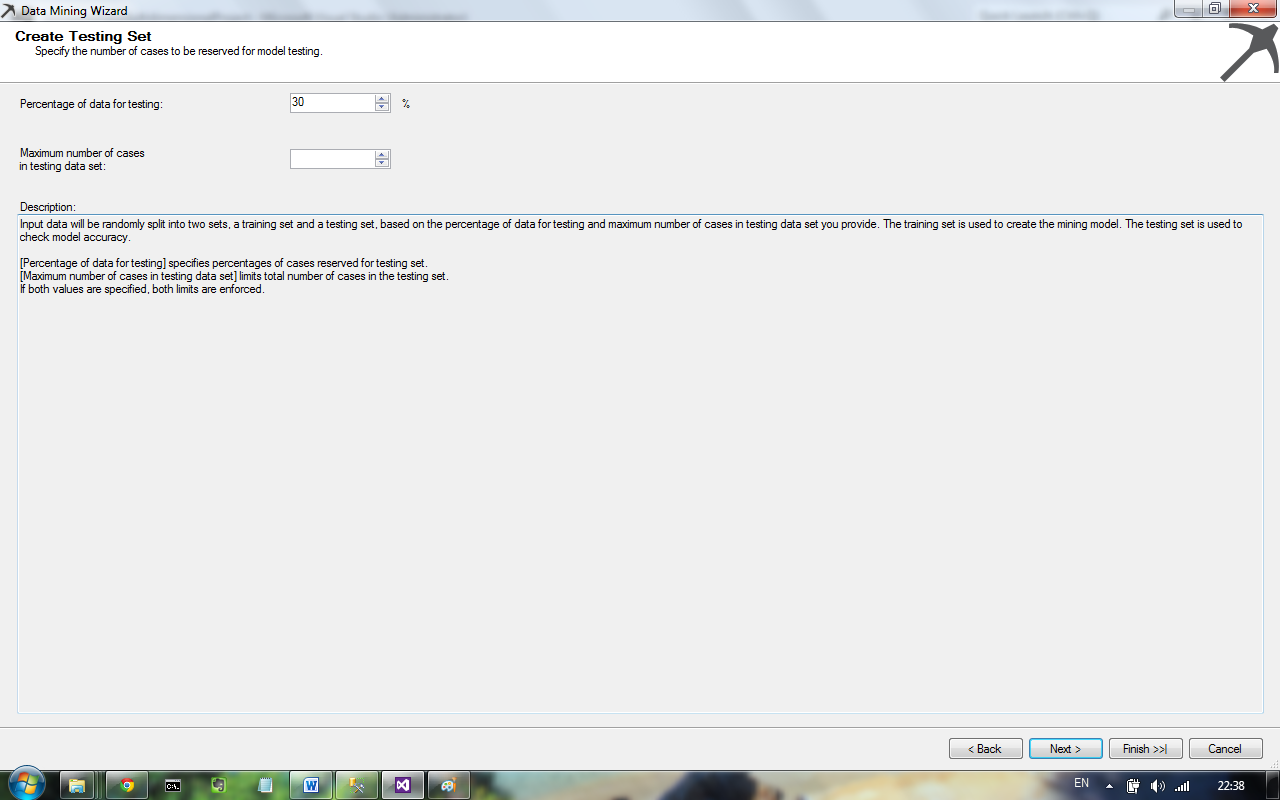 Data Mining Wizard
Create Testing Set
Specify the number of cases to be reserved for model testing.
Percentage of data for testing:
30
%
Maximum number of cases
in testing data set:
Description:
Input data will be randomly split into two sets, a training set and a testing set, based on the percentage of data for testing and maximum number of cases in testing data set you provide. The training set is used to create the mining model. The testing set is used to
check model accuracy.
[Percentage of data for testing] specifies percentages of cases reserved for testing set.
[Maximum number of cases in testing data set] limits total number of cases in the testing set.
If both values are specified, both limits are enforced.
< Back
Next >
Finish >>|
Cancel
EN
22:38